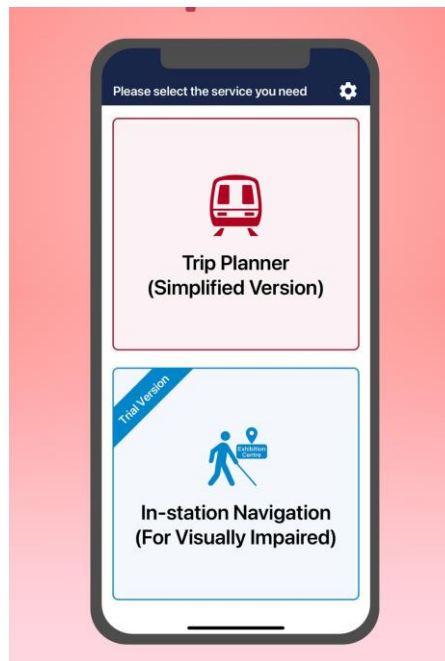 Please select the service you need
Trip Planner
(Simplified Version)
Trial Version
Exhibition
Centre
In-station Navigation
(For Visually Impaired)